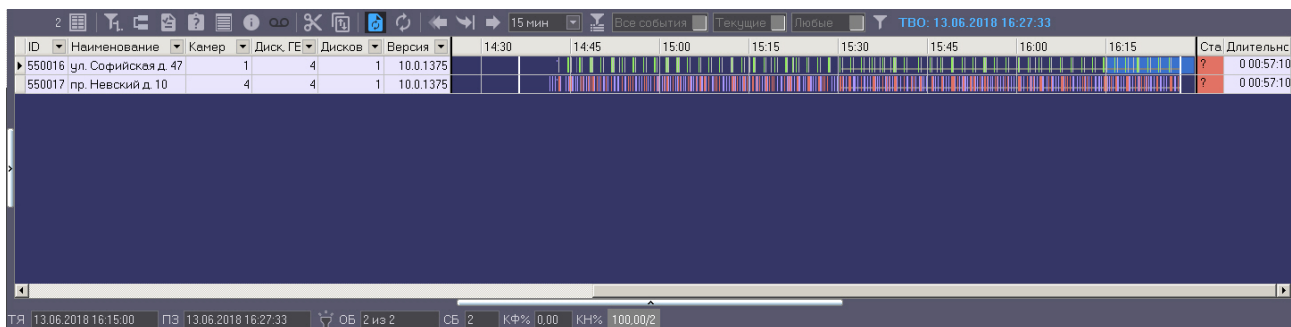 2 15 мин Все события Текущие Любые ТВО: 13.06.2018 16:27:33
ID Наименование Камер Диск, ГЕ Дисков Версия 14:30 14:45 15:00 15:15 15:30 15:45 16:00 16:15 Ста Длительнс
550016 ул. Софийская д. 47 1 4 1 10.0.1375 ? 0 00:57:10
550017 пр. Невский д. 10 4 4 1 10.0.1375 ? 0 00:57:10
ТЯ 13.06.2018 16:15:00 ПЗ 13.06.2018 16:27:33 ОБ 2 из 2 СБ 2 КФ% 0,00 КН% 100,00/2